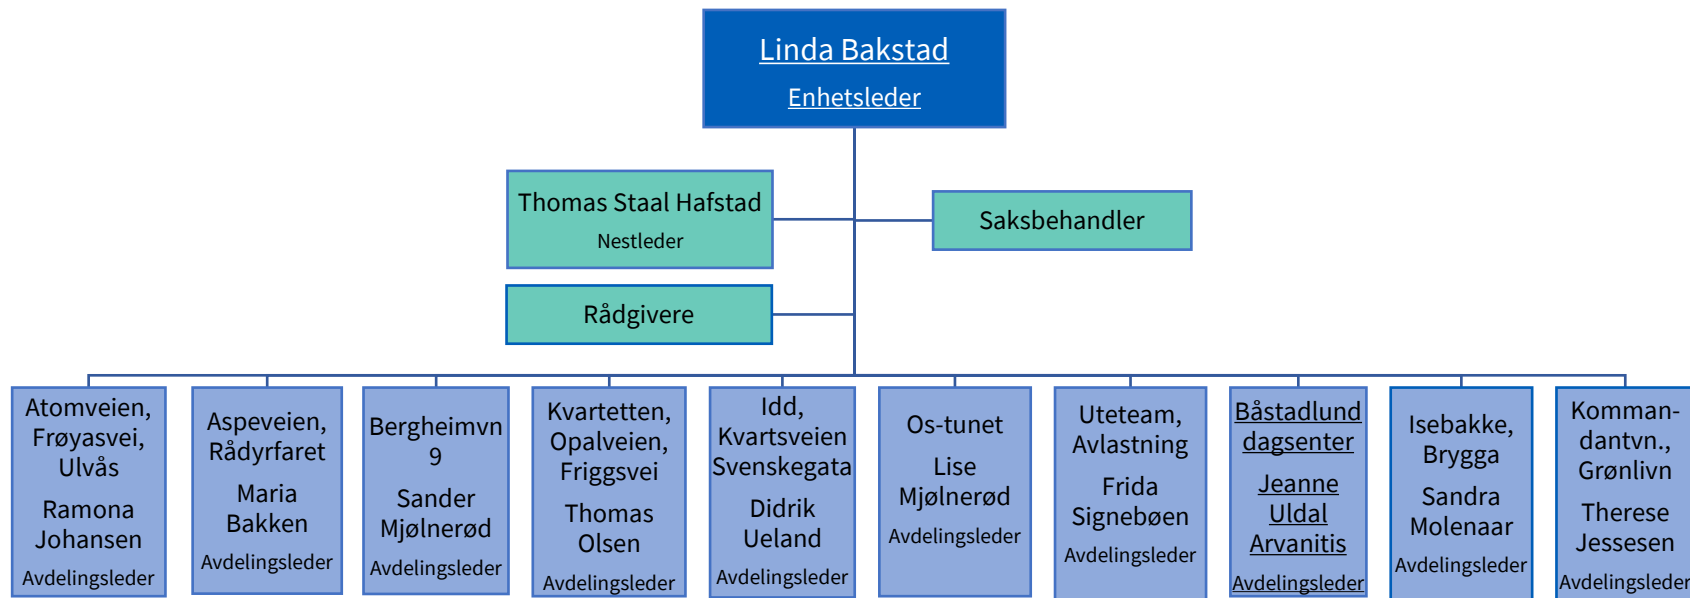 Linda Bakstad
Enhetsleder
Thomas Staal Hafstad
Nestleder
Saksbehandler
Rådgivere
Atomveien,
Frøyasvei,
Ulvås
Ramona
Johansen
Avdelingsleder
Aspeveien,
Rådyrfaret
Maria
Bakken
Avdelingsleder
Bergheimvn
9
Sander
Mjølnerød
Avdelingsleder
Kvartetten,
Opalveien,
Friggsvei
Thomas
Olsen
Avdelingsleder
Idd,
Kvartsveien
Svenskegata
Didrik
Ueland
Avdelingsleder
Os-tunet
Lise
Mjølnerød
Avdelingsleder
Uteteam,
Avlastning
Frida
Signebøen
Avdelingsleder
Båstadlund
dagsenter
Jeanne
Uldal
Arvanitis
Avdelingsleder
Isebakke,
Brygga
Sandra
Molenaar
Avdelingsleder
Komman-
dantvn.,
Grønlivn
Therese
Jessesen
Avdelingsleder